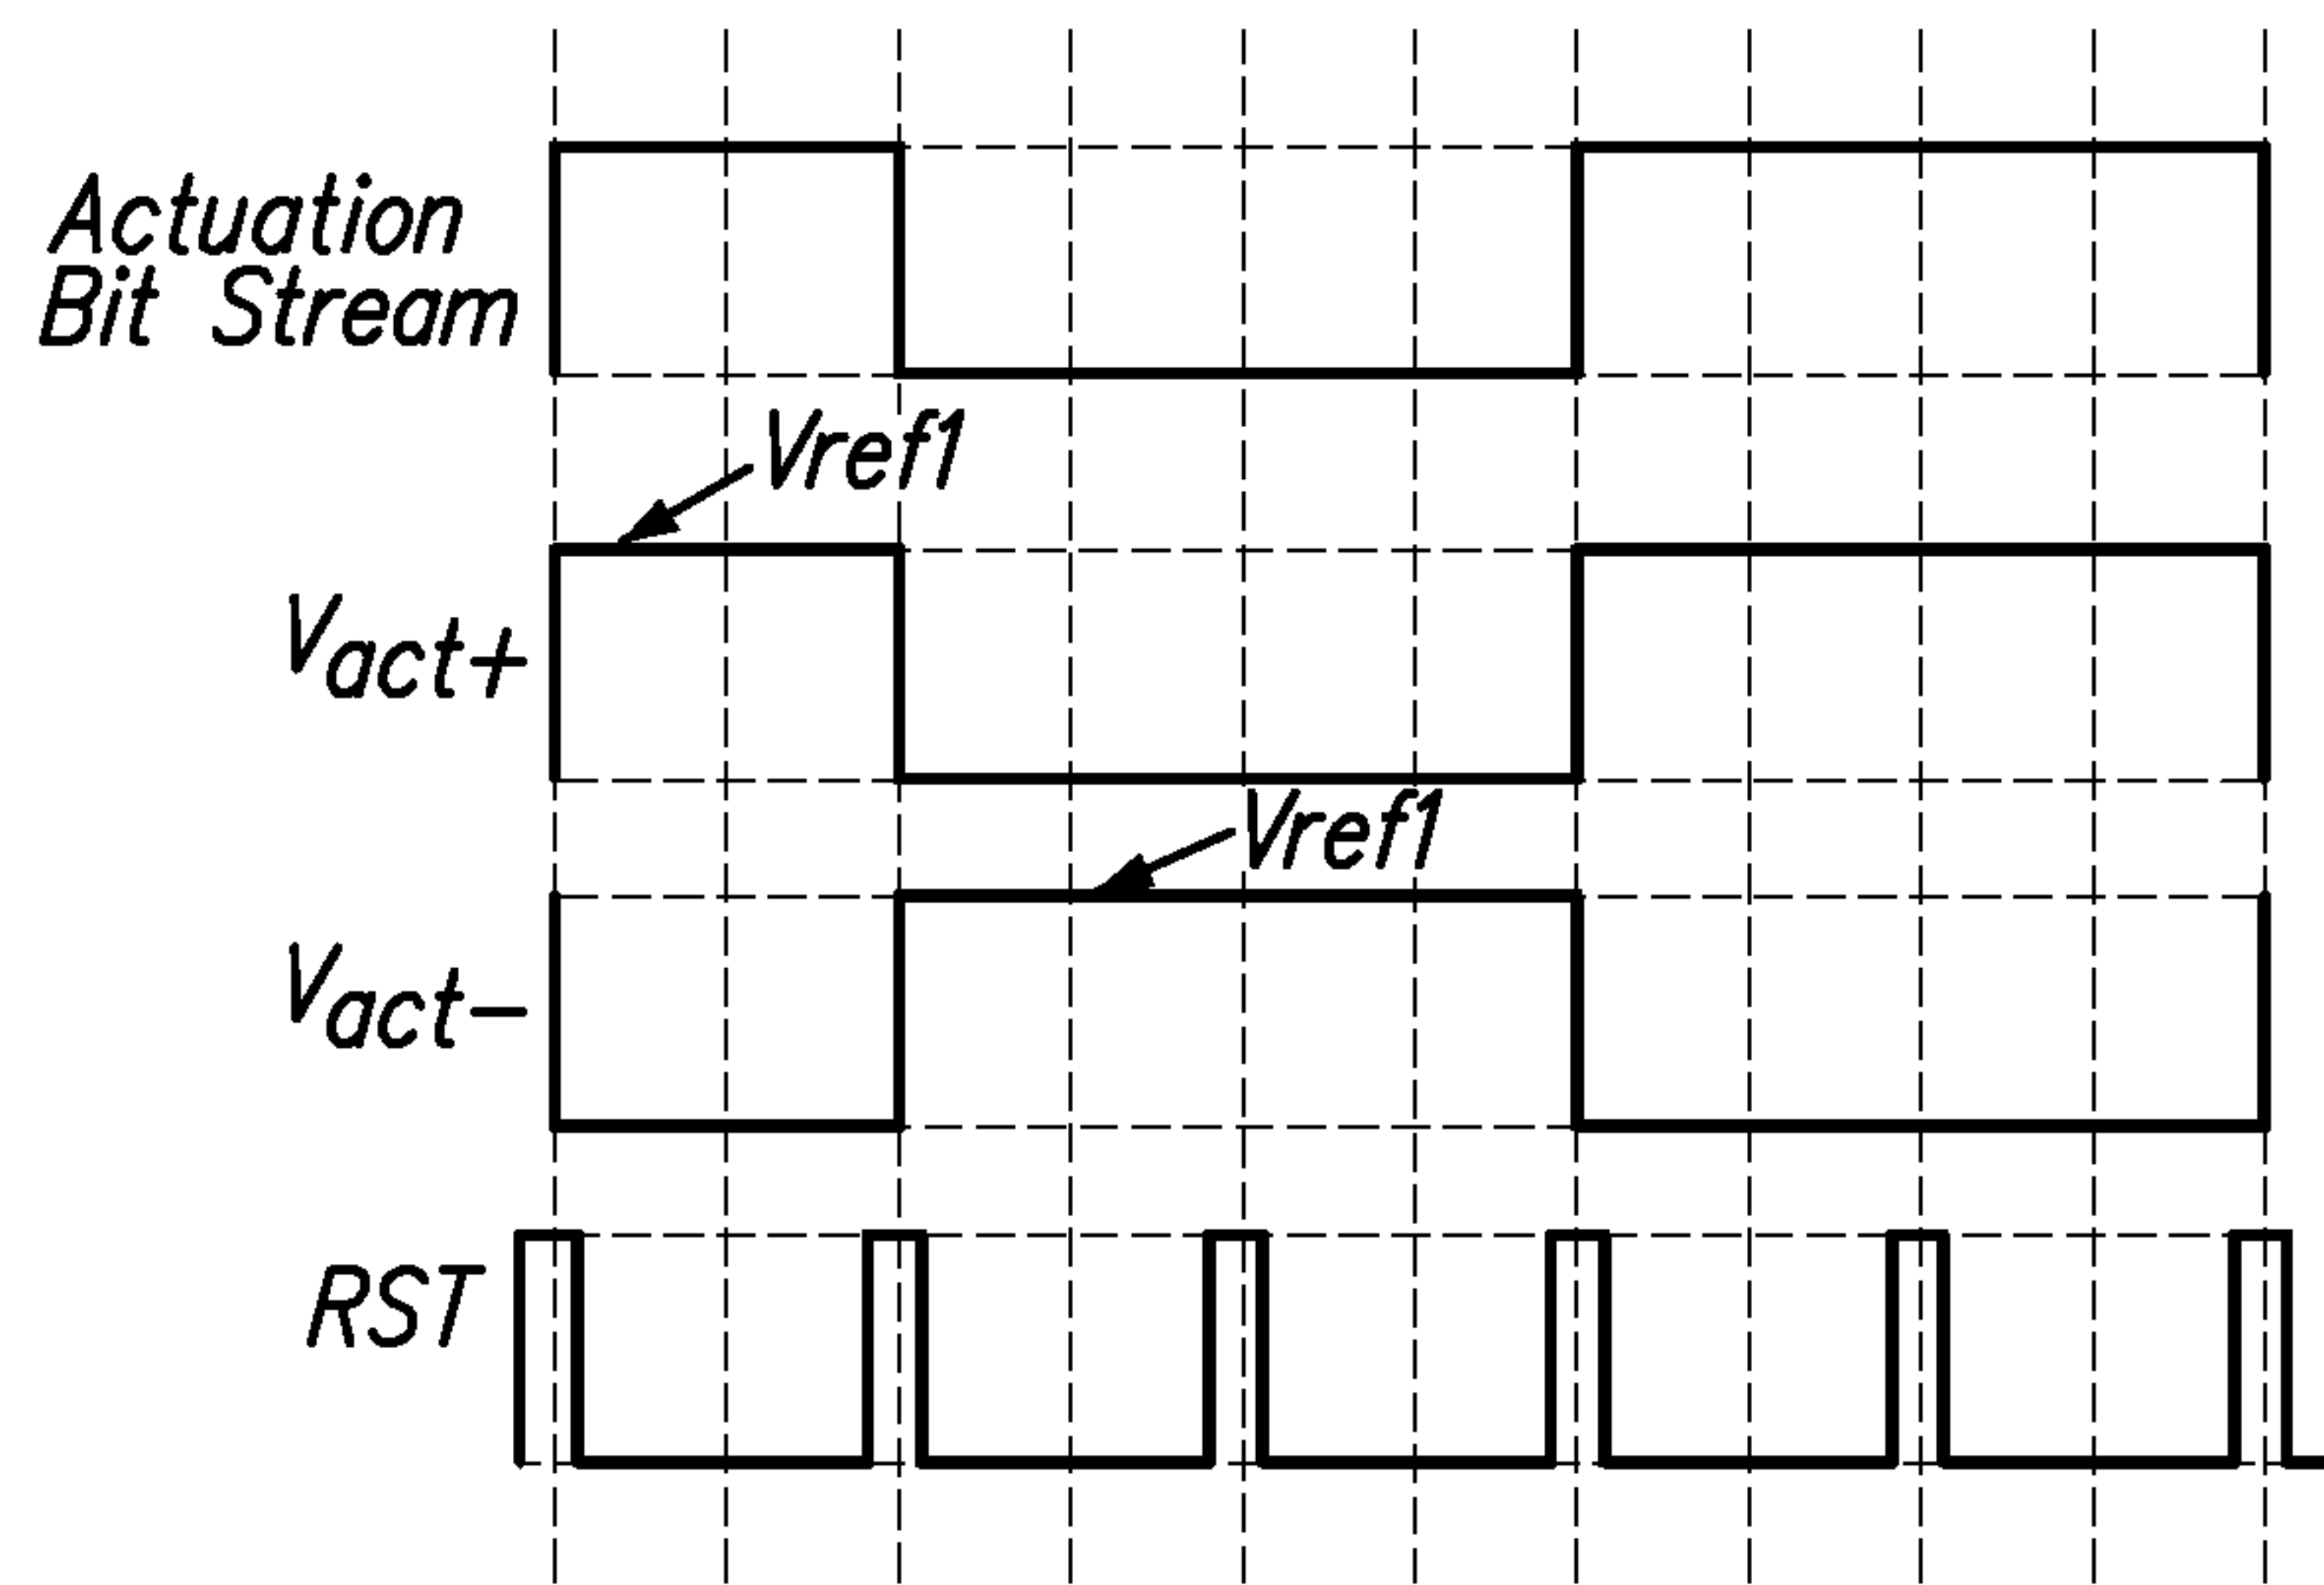 Actuation
Bit Stream
Vref1
Vact+
Vref1
Vact-
RST